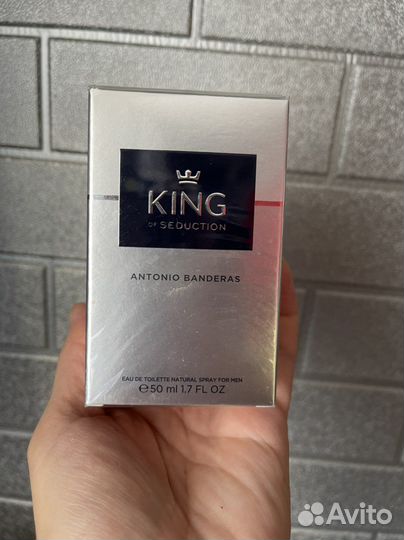 KING
OF SEDUCTION
ANTONIO BANDERAS
EAU DE TOILETTE NATURAL SPRAY FOR MEN
℮50 ml 1.7 FL OZ
Avito